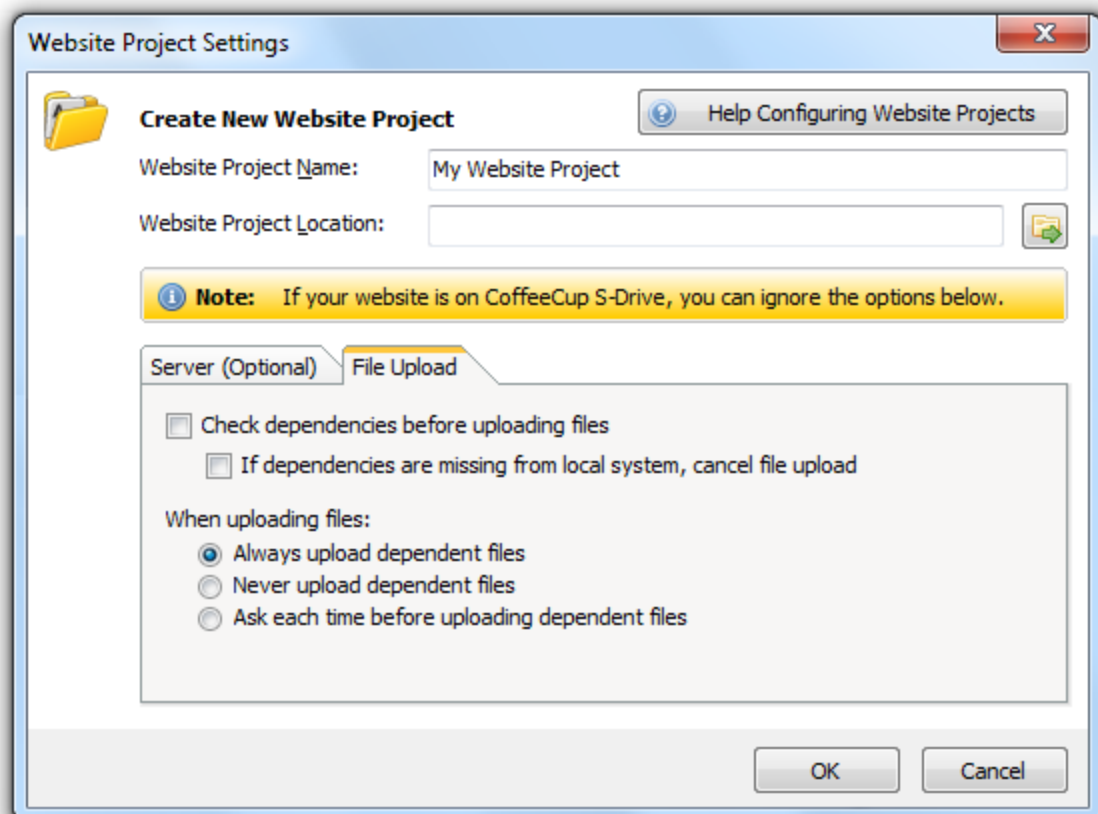 Website Project Settings
Create New Website Project
Help Configuring Website Projects
Website Project Name:
My Website Project
Website Project Location:
Note: If your website is on CoffeeCup S-Drive, you can ignore the options below.
Server (Optional)
File Upload
Check dependencies before uploading files
If dependencies are missing from local system, cancel file upload
When uploading files:
Always upload dependent files
Never upload dependent files
Ask each time before uploading dependent files
OK
Cancel